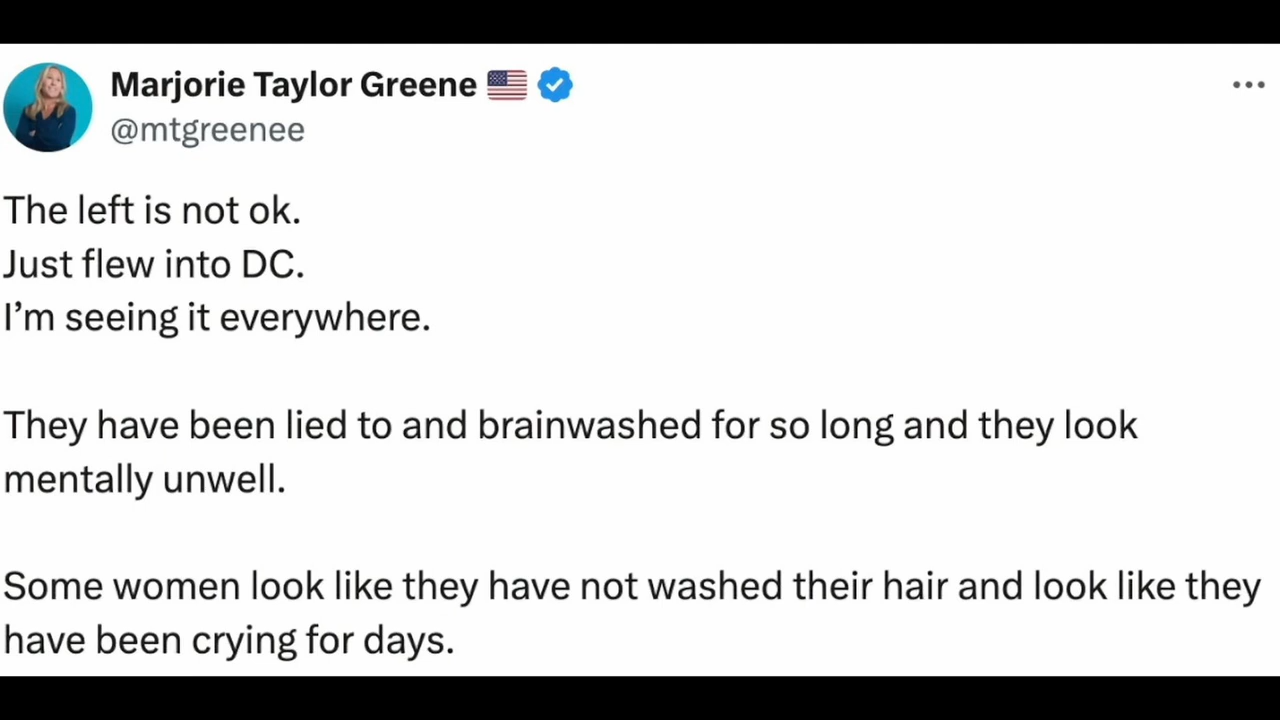 Marjorie Taylor Greene 🇺🇸
@mtgreenee
The left is not ok.
Just flew into DC.
I’m seeing it everywhere.
They have been lied to and brainwashed for so long and they look
mentally unwell.
Some women look like they have not washed their hair and look like they
have been crying for days.